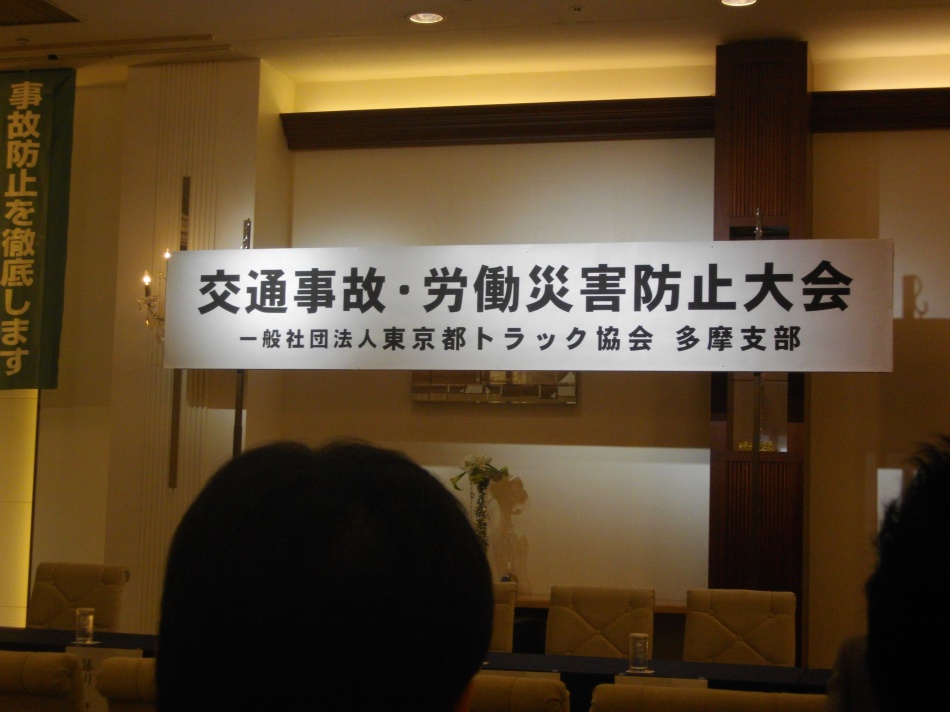 交通事故・労働災害防止大会
一般社団法人東京都トラック協会 多摩支部
事故防止を徹底します